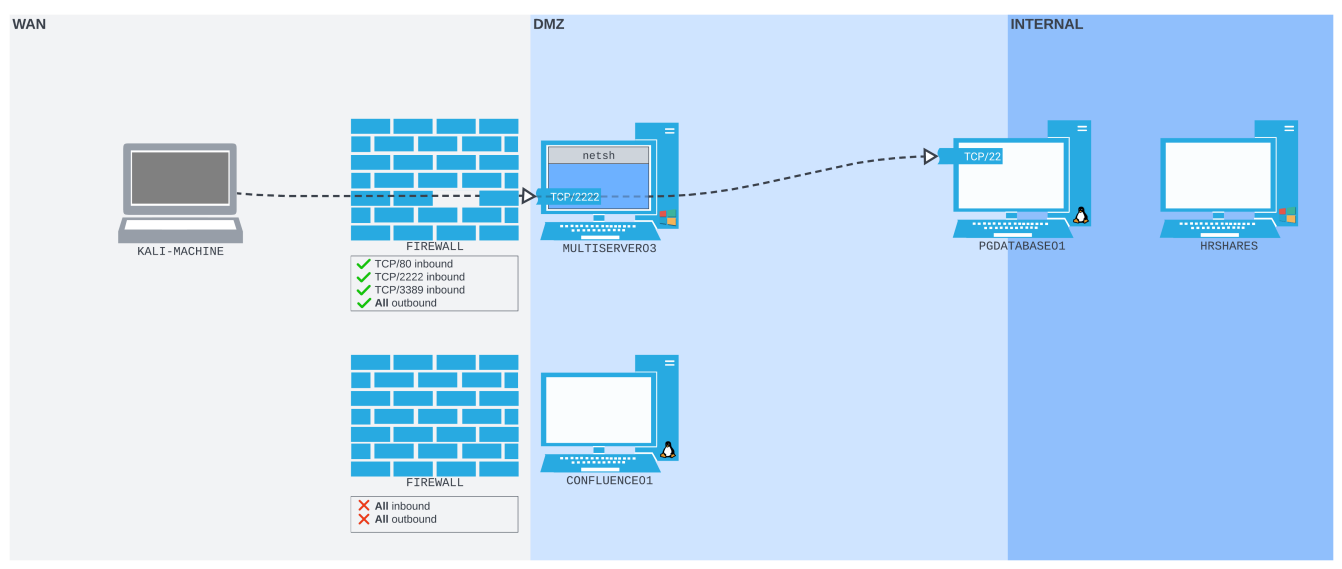 WAN
DMZ
INTERNAL
netsh
TCP/2222
TCP/22
KALI-MACHINE
FIREWALL
MULTISERVER03
PGDATABASE01
HRSHARES
TCP/80 inbound
TCP/2222 inbound
TCP/3389 inbound
All outbound
FIREWALL
CONFLUENCE01
All inbound
All outbound